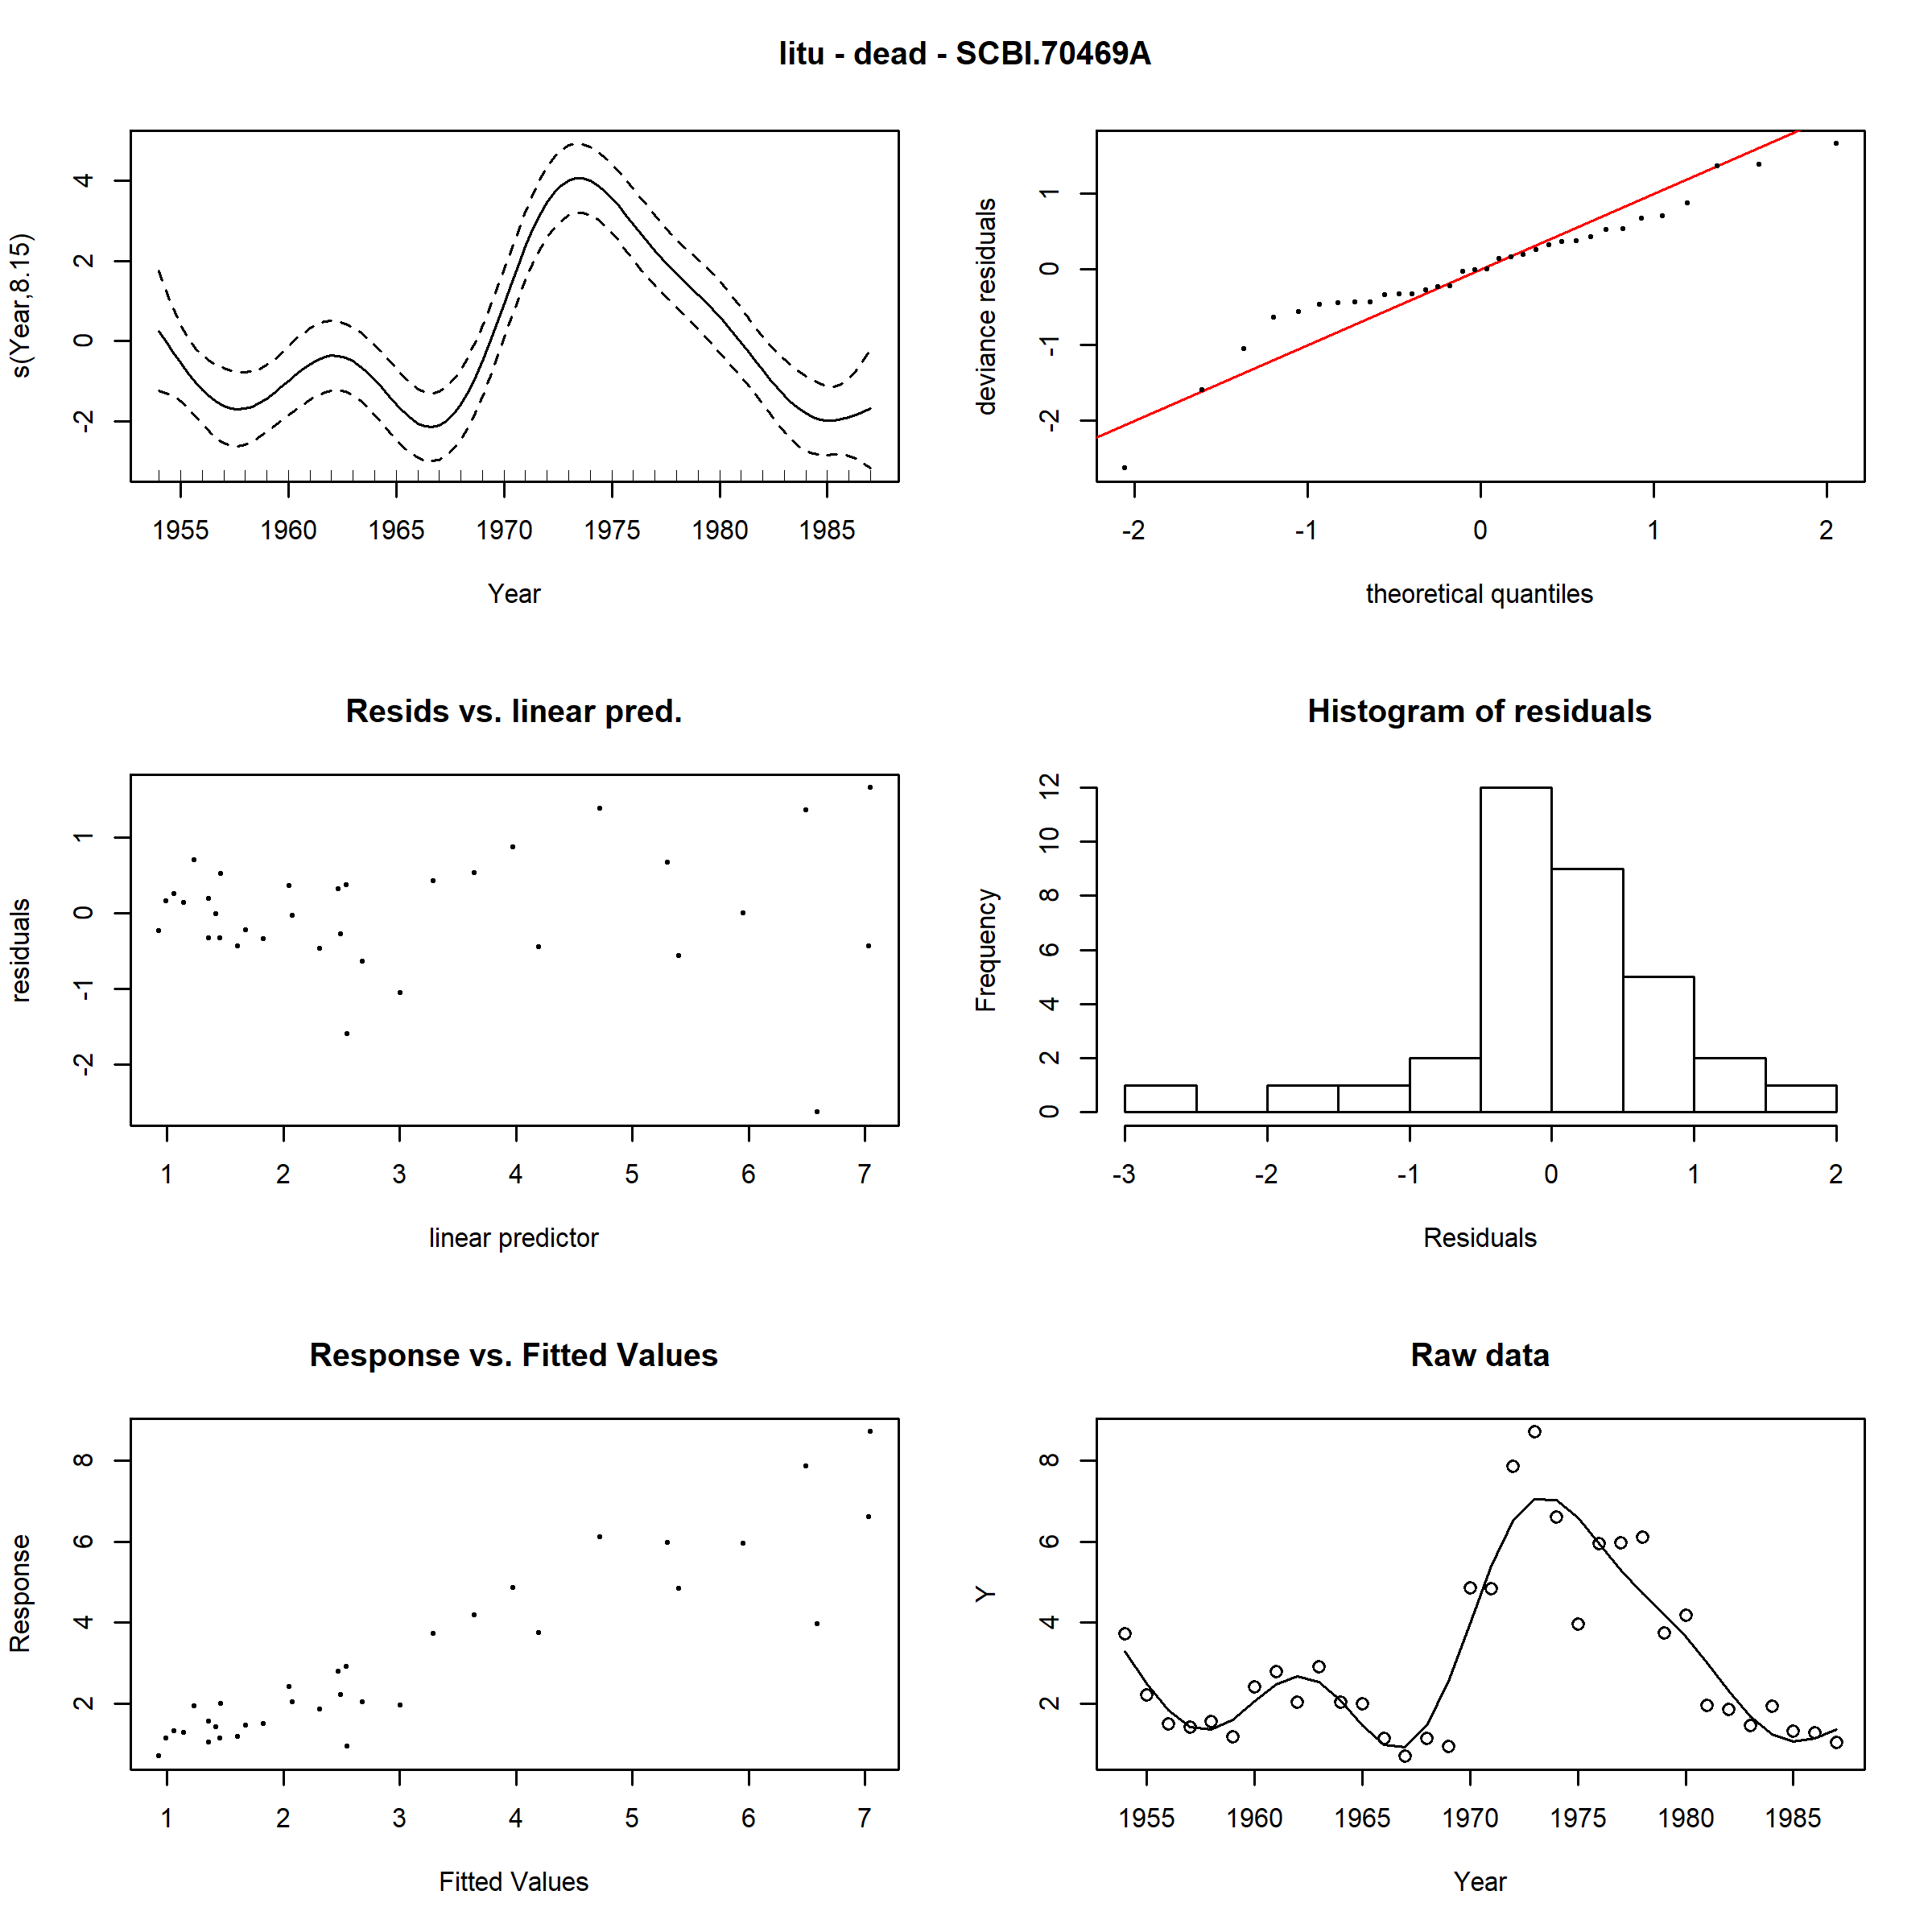 litu - dead - SCBI.70469A
s(Year,8.15)
4
2
0
-2
1955 1960 1965 1970 1975 1980 1985
Year
deviance residuals
1
0
-1
-2
-2 -1 0 1 2
theoretical quantiles
Resids vs. linear pred.
residuals
1
0
-1
-2
1 2 3 4 5 6 7
linear predictor
Histogram of residuals
Frequency
12
10
8
6
4
2
0
-3 -2 -1 0 1 2
Residuals
Response vs. Fitted Values
Response
8
6
4
2
1 2 3 4 5 6 7
Fitted Values
Raw data
Y
8
6
4
2
1955 1960 1965 1970 1975 1980 1985
Year